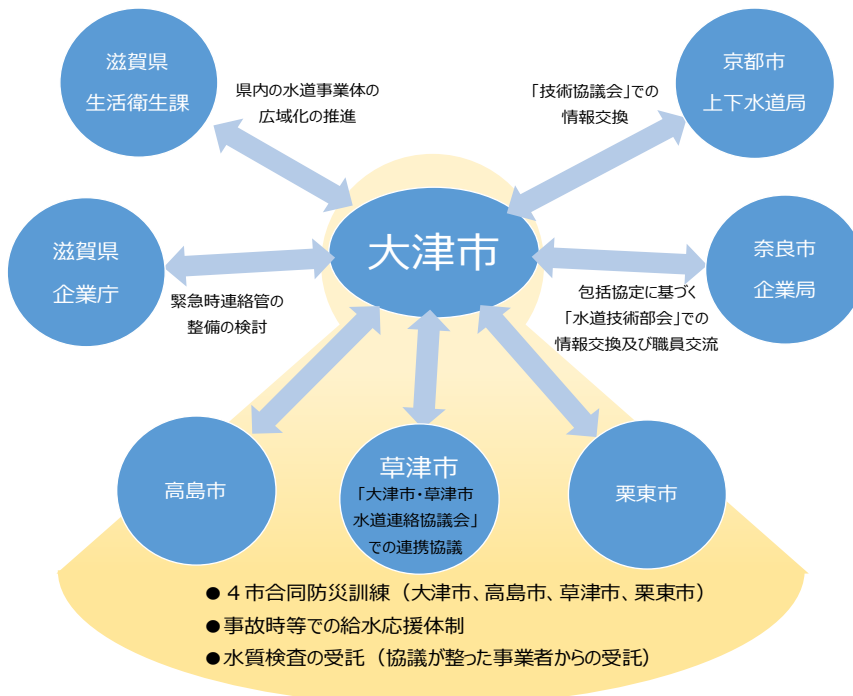 滋賀県
生活衛生課
県内の水道事業体の
広域化の推進
「技術協議会」での
情報交換
京都市
上下水道局
大津市
滋賀県
企業庁
緊急時連絡管の
整備の検討
包括協定に基づく
「水道技術部会」での
情報交換及び職員交流
奈良市
企業局
高島市
草津市
「大津市・草津市
水道連絡協議会」
での連携協議
栗東市
● 4市合同防災訓練（大津市、高島市、草津市、栗東市）
● 事故時等での給水応援体制
● 水質検査の受託（協議が整った事業者からの受託）